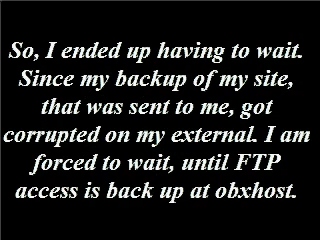 So, I ended up having to wait.
Since my backup of my site,
that was sent to me, got
corrupted on my external. I am
forced to wait, until FTP
access is back up at obxhost.